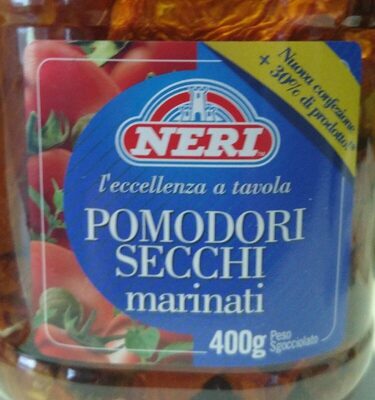 Nuova confezione
+ 30% di prodotto
NERI
l'eccellenza a tavola
POMODORI
SECCHI
marinati
400g Peso
Sgocciolato